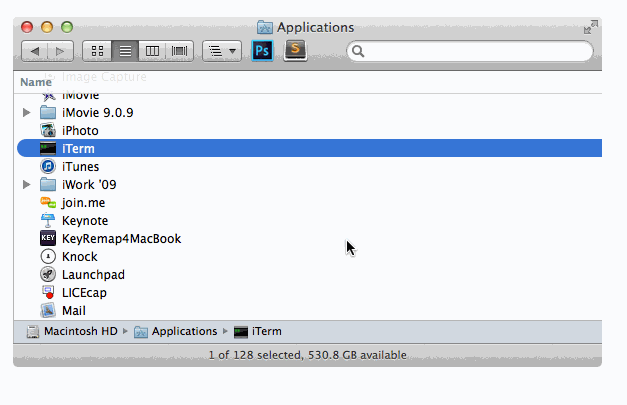 Applications
Ps S
Image Capture
Name
iMovie
iMovie 9.0.9
iPhoto
iTerm
iTunes
iWork '09
join.me
Keynote
KEY KeyRemap4MacBook
Knock
Launchpad
LICEcap
Mail
Macintosh HD ▸ Applications ▸ iTerm
1 of 128 selected, 530.8 GB available